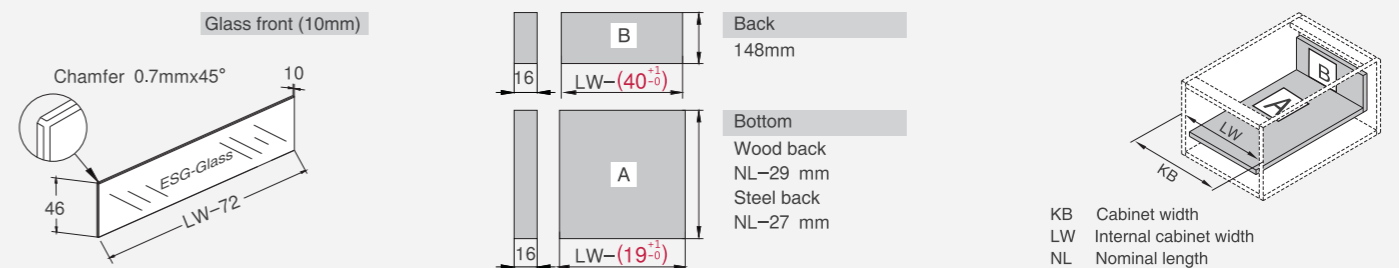 Glass front (10mm)
Chamfer 0.7mmx45°
10
ESG-Glass
46
LW-72
B
16
LW-(40+1-0)
Back
148mm
A
16
LW-(19+1-0)
Bottom
Wood back
NL-29 mm
Steel back
NL-27 mm
B
A
LW
KB
KB Cabinet width
LW Internal cabinet width
NL Nominal length